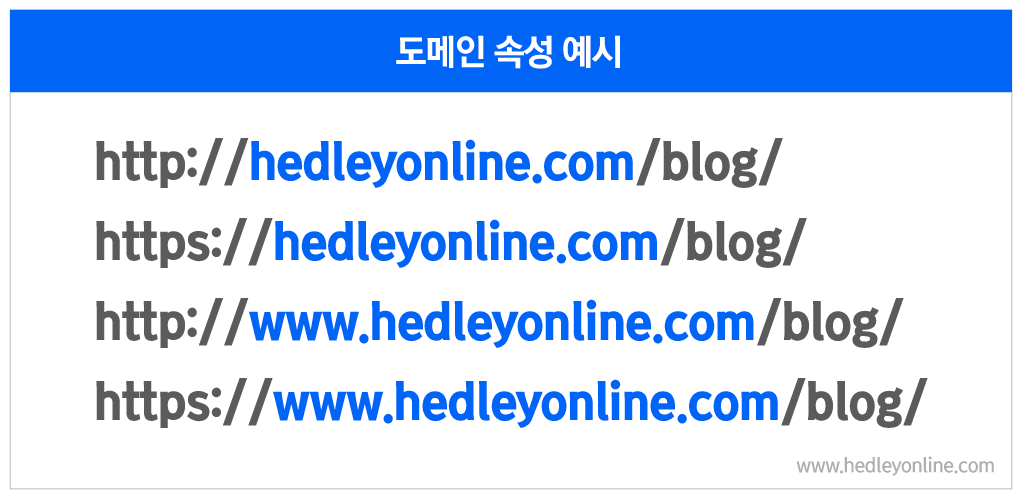 도메인 속성 예시
http://hedleyonline.com/blog/
https://hedleyonline.com/blog/
http://www.hedleyonline.com/blog/
https://www.hedleyonline.com/blog/
www.hedleyonline.com